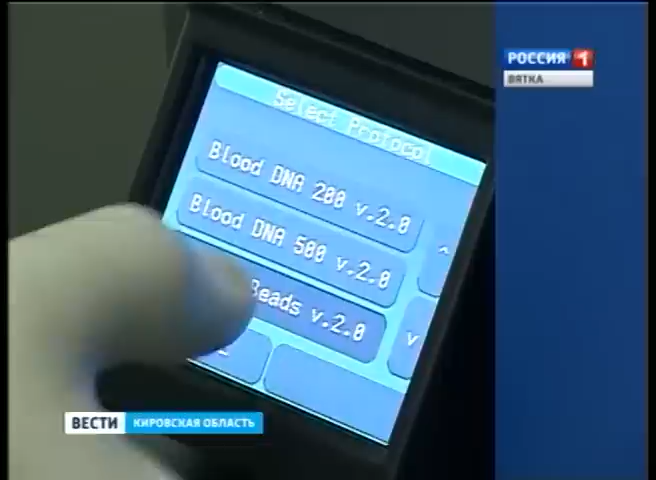 РОССИЯ 1
ВЯТКА
Select Protocol
Blood DNA 200 v.2.0
Blood DNA 500 v.2.0
Beads v.2.0
^
v
ВЕСТИ КИРОВСКАЯ ОБЛАСТЬ